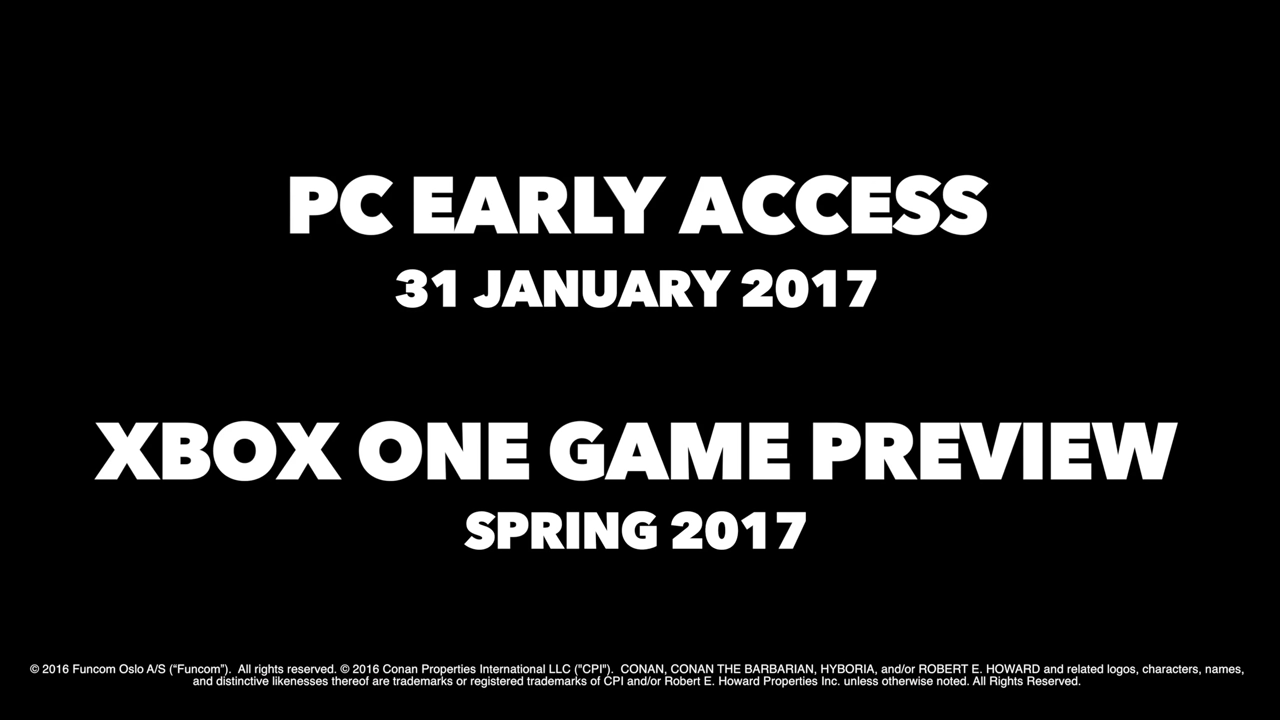 PC EARLY ACCESS
31 JANUARY 2017
XBOX ONE GAME PREVIEW
SPRING 2017
© 2016 Funcom Oslo A/S (“Funcom”).  All rights reserved. © 2016 Conan Properties International LLC ("CPI").  CONAN, CONAN THE BARBARIAN, HYBORIA, and/or ROBERT E. HOWARD and related logos, characters, names,
and distinctive likenesses thereof are trademarks or registered trademarks of CPI and/or Robert E. Howard Properties Inc. unless otherwise noted. All Rights Reserved.